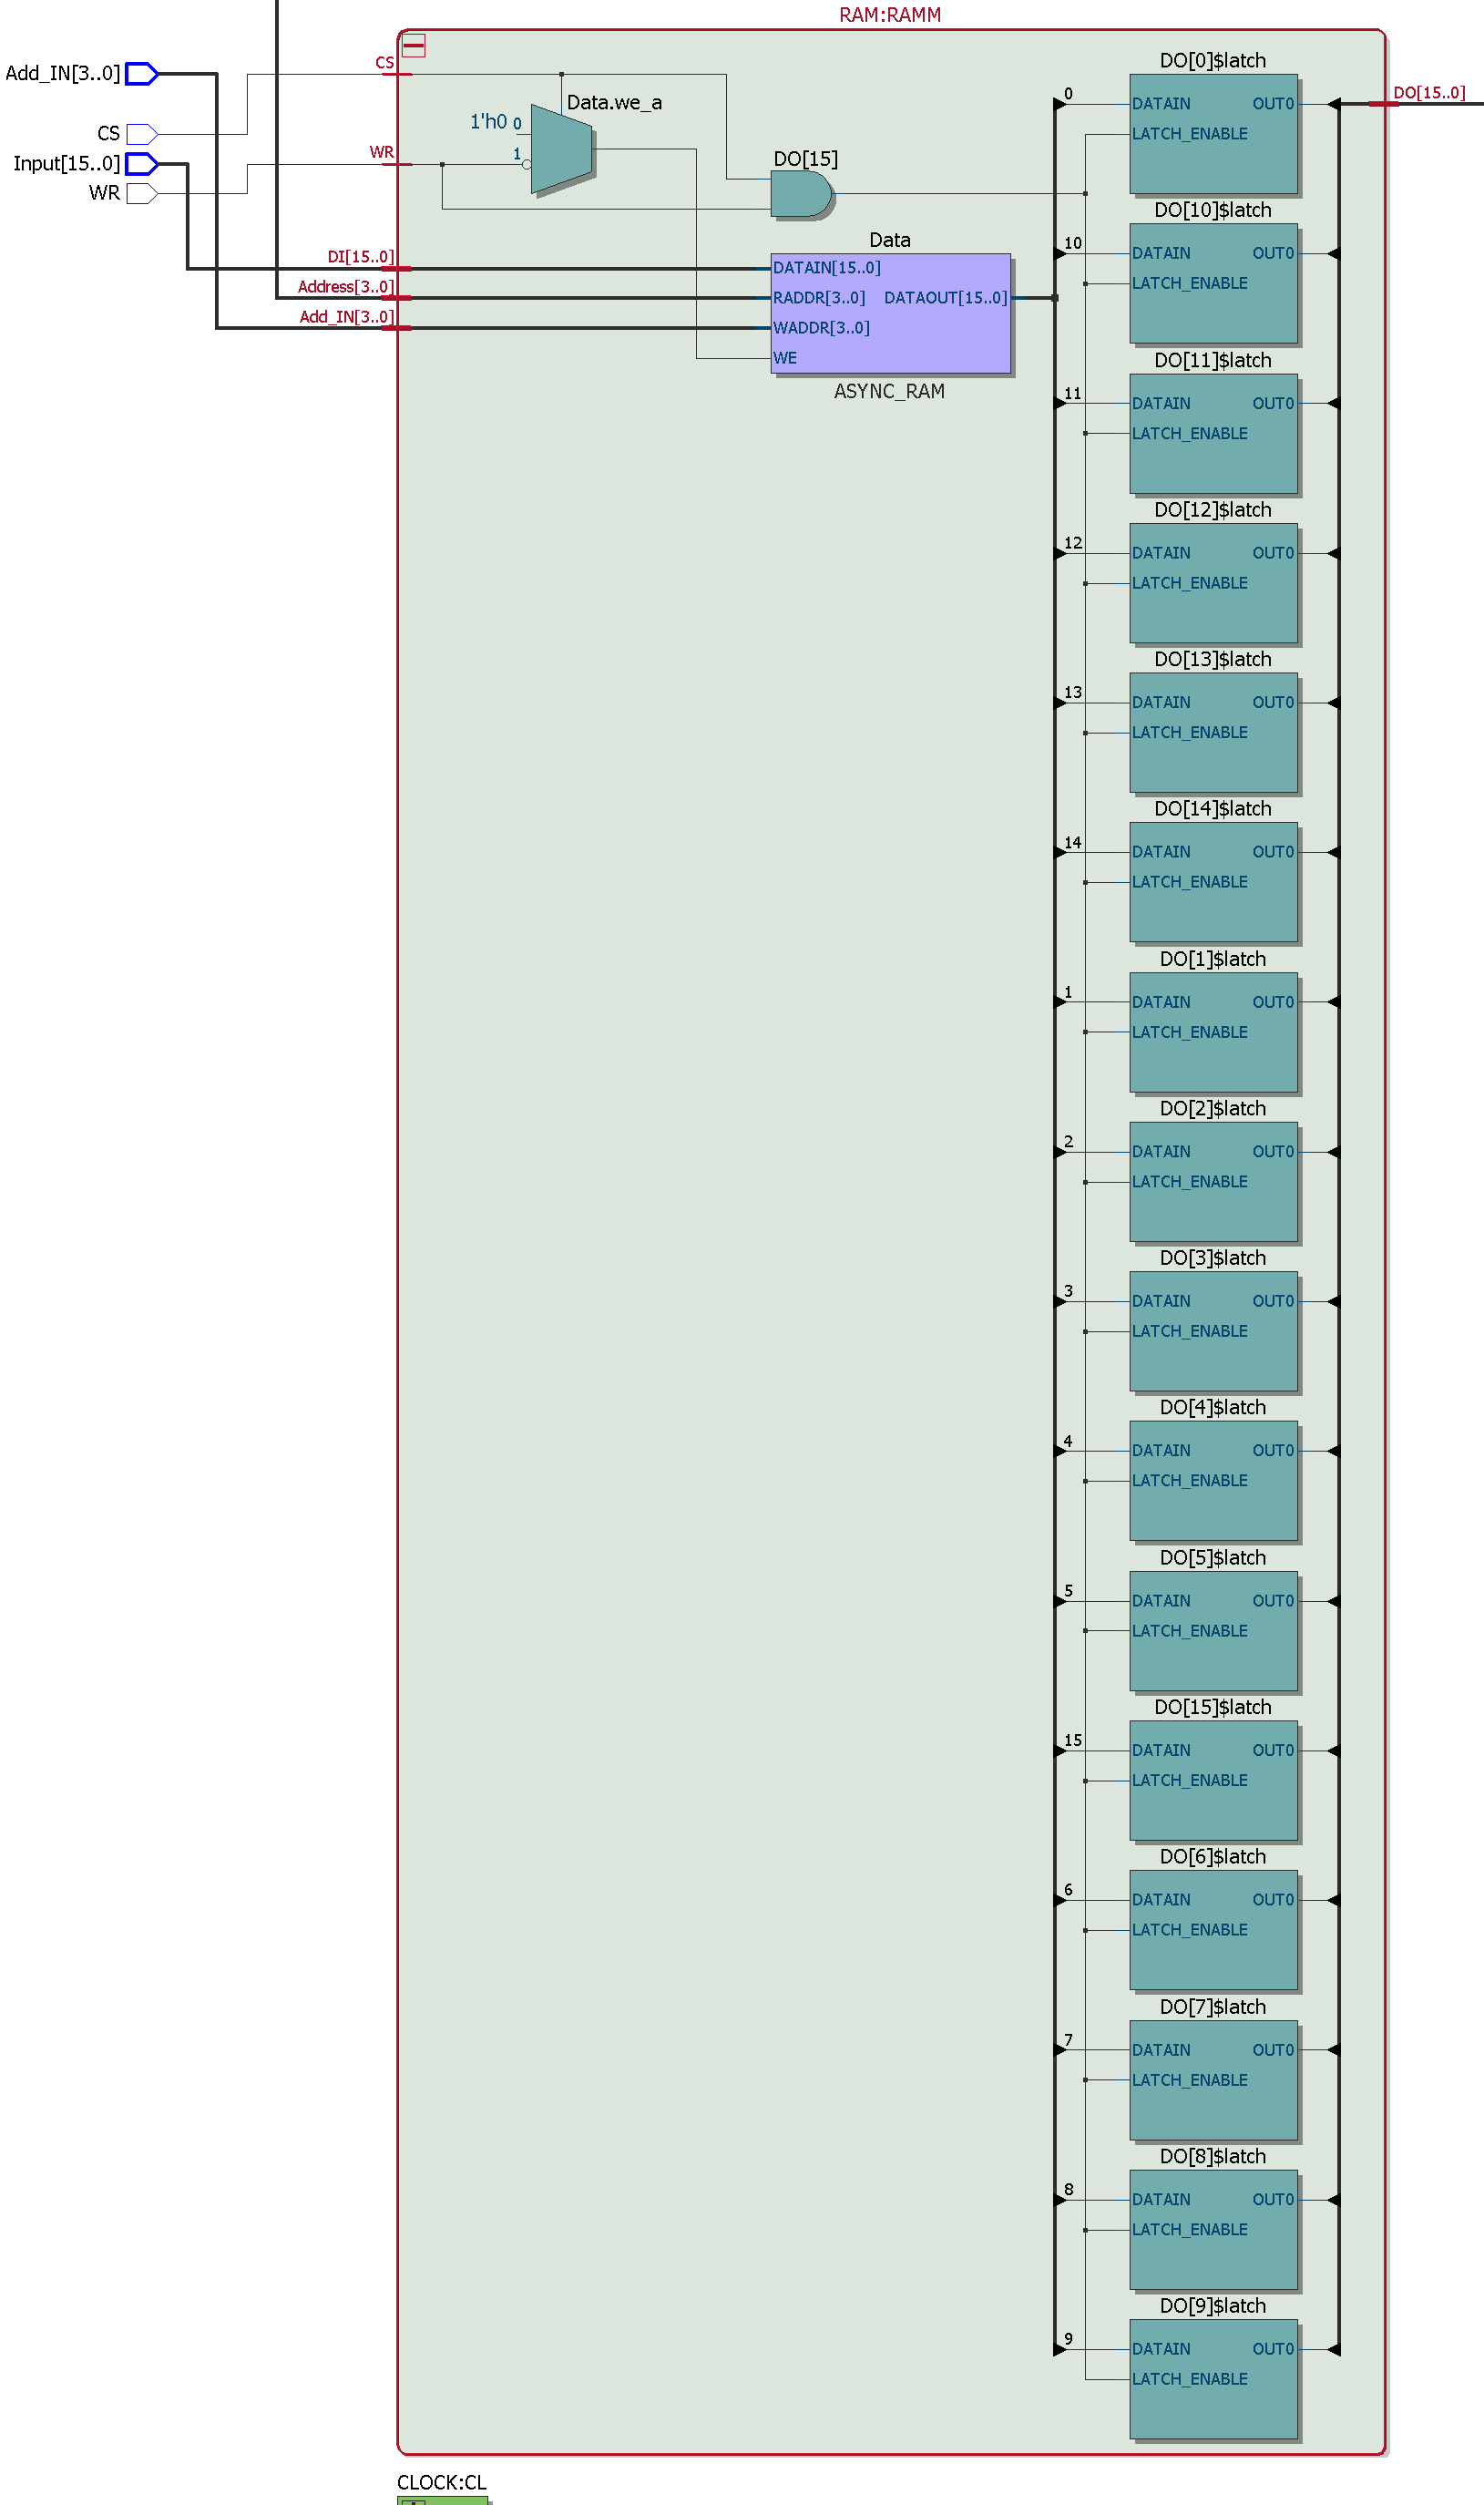 RAM:RAMM
Add_IN[3..0]
CS
Input[15..0]
WR
CS
WR
DI[15..0]
Address[3..0]
Add_IN[3..0]
Data.we_a
1'h0 0
1
DO[15]
Data
DATAIN[15..0]
RADDR[3..0] DATAOUT[15..0]
WADDR[3..0]
WE
ASYNC_RAM
DO[15..0]
DO[0]$latch
0 DATAIN OUT0
LATCH_ENABLE
DO[10]$latch
10 DATAIN OUT0
LATCH_ENABLE
DO[11]$latch
11 DATAIN OUT0
LATCH_ENABLE
DO[12]$latch
12 DATAIN OUT0
LATCH_ENABLE
DO[13]$latch
13 DATAIN OUT0
LATCH_ENABLE
DO[14]$latch
14 DATAIN OUT0
LATCH_ENABLE
DO[1]$latch
1 DATAIN OUT0
LATCH_ENABLE
DO[2]$latch
2 DATAIN OUT0
LATCH_ENABLE
DO[3]$latch
3 DATAIN OUT0
LATCH_ENABLE
DO[4]$latch
4 DATAIN OUT0
LATCH_ENABLE
DO[5]$latch
5 DATAIN OUT0
LATCH_ENABLE
DO[15]$latch
15 DATAIN OUT0
LATCH_ENABLE
DO[6]$latch
6 DATAIN OUT0
LATCH_ENABLE
DO[7]$latch
7 DATAIN OUT0
LATCH_ENABLE
DO[8]$latch
8 DATAIN OUT0
LATCH_ENABLE
DO[9]$latch
9 DATAIN OUT0
LATCH_ENABLE
CLOCK:CL